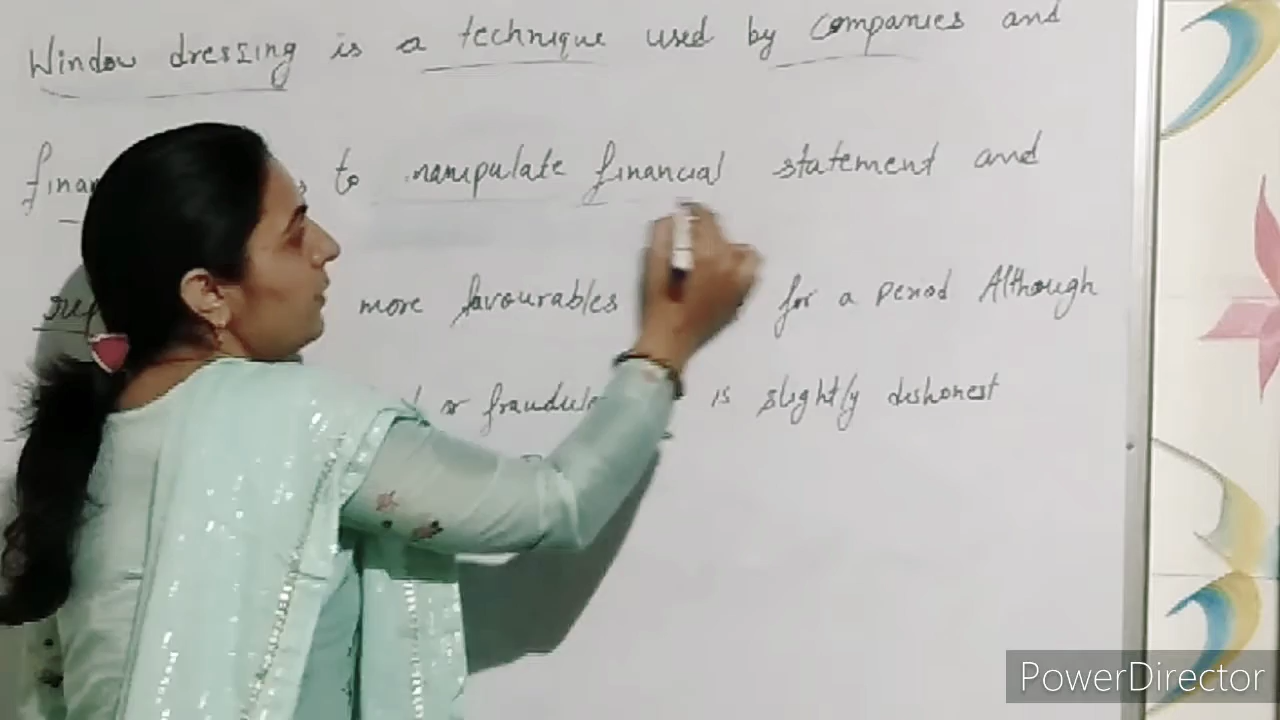 Window dressing is a technique used by companies and
to manipulate financial statement and
more favourables for a period Although
fraudule is slightly dishonest
PowerDirector